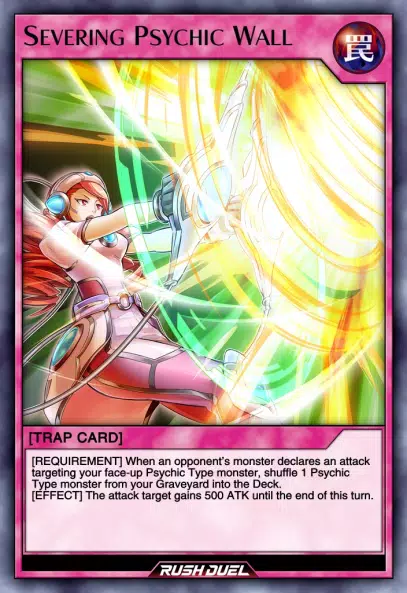 Severing Psychic Wall
罠
[TRAP CARD]
[REQUIREMENT] When an opponent's monster declares an attack
targeting your face-up Psychic Type monster, shuffle 1 Psychic
Type monster from your Graveyard into the Deck.
[EFFECT] The attack target gains 500 ATK until the end of this turn.
RUSH DUEL